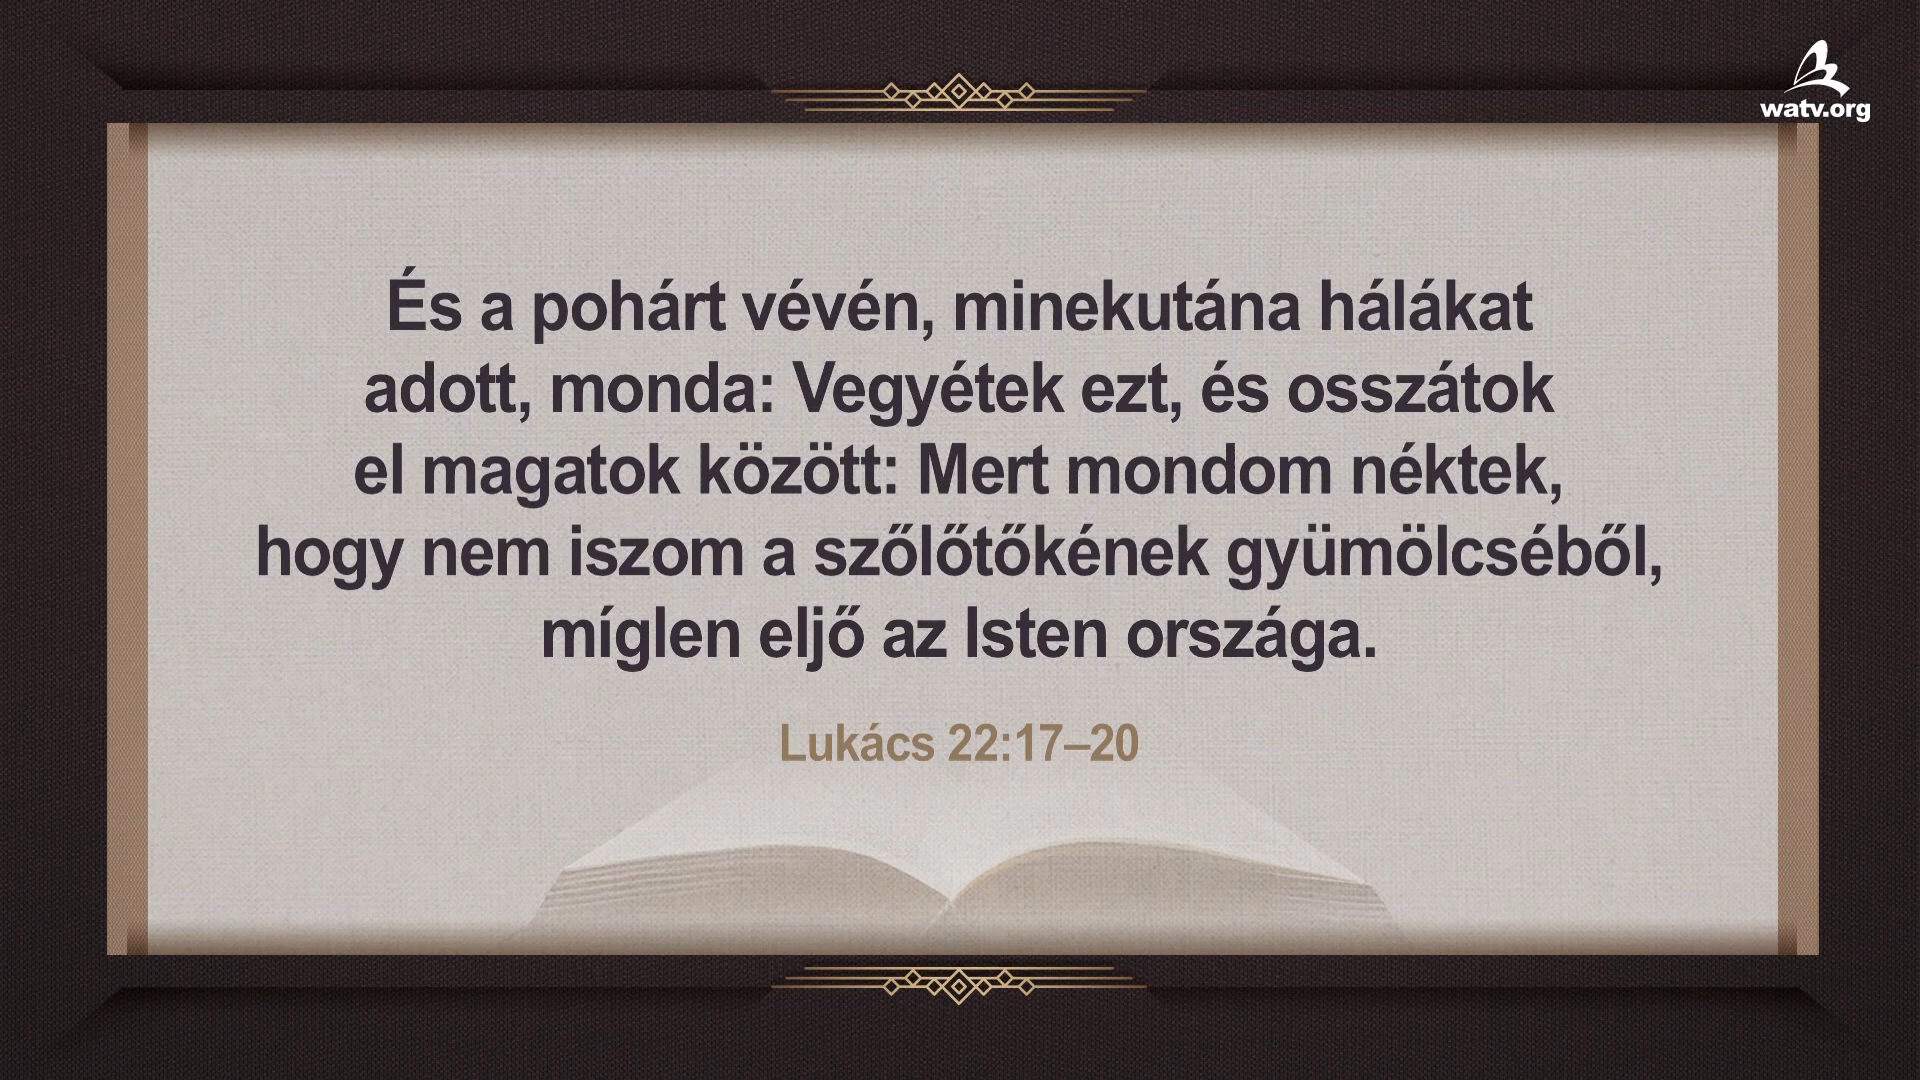 watv.org
És a pohárt vévén, minekutána hálákat
adott, monda: Vegyétek ezt, és osszátok
el magatok között: Mert mondom néktek,
hogy nem iszom a szőlőtőkének gyümölcséből,
míglen eljő az Isten országa.
Lukács 22:17–20